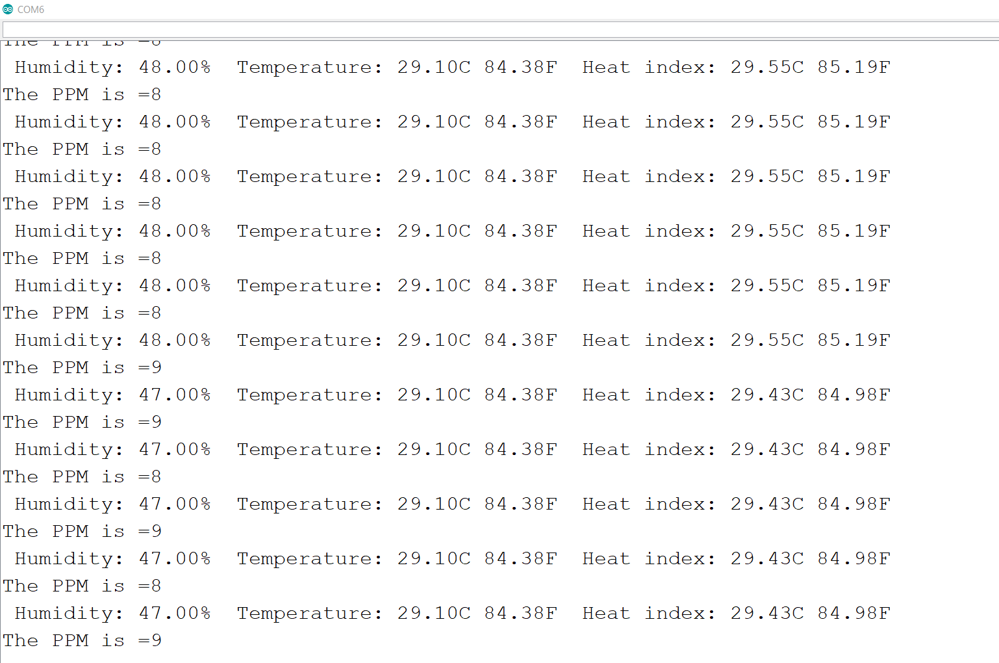 COM6
The PPM is =8
 Humidity: 48.00%  Temperature: 29.10C 84.38F  Heat index: 29.55C 85.19F
The PPM is =8
 Humidity: 48.00%  Temperature: 29.10C 84.38F  Heat index: 29.55C 85.19F
The PPM is =8
 Humidity: 48.00%  Temperature: 29.10C 84.38F  Heat index: 29.55C 85.19F
The PPM is =8
 Humidity: 48.00%  Temperature: 29.10C 84.38F  Heat index: 29.55C 85.19F
The PPM is =8
 Humidity: 48.00%  Temperature: 29.10C 84.38F  Heat index: 29.55C 85.19F
The PPM is =8
 Humidity: 48.00%  Temperature: 29.10C 84.38F  Heat index: 29.55C 85.19F
The PPM is =9
 Humidity: 47.00%  Temperature: 29.10C 84.38F  Heat index: 29.43C 84.98F
The PPM is =9
 Humidity: 47.00%  Temperature: 29.10C 84.38F  Heat index: 29.43C 84.98F
The PPM is =8
 Humidity: 47.00%  Temperature: 29.10C 84.38F  Heat index: 29.43C 84.98F
The PPM is =9
 Humidity: 47.00%  Temperature: 29.10C 84.38F  Heat index: 29.43C 84.98F
The PPM is =8
 Humidity: 47.00%  Temperature: 29.10C 84.38F  Heat index: 29.43C 84.98F
The PPM is =9